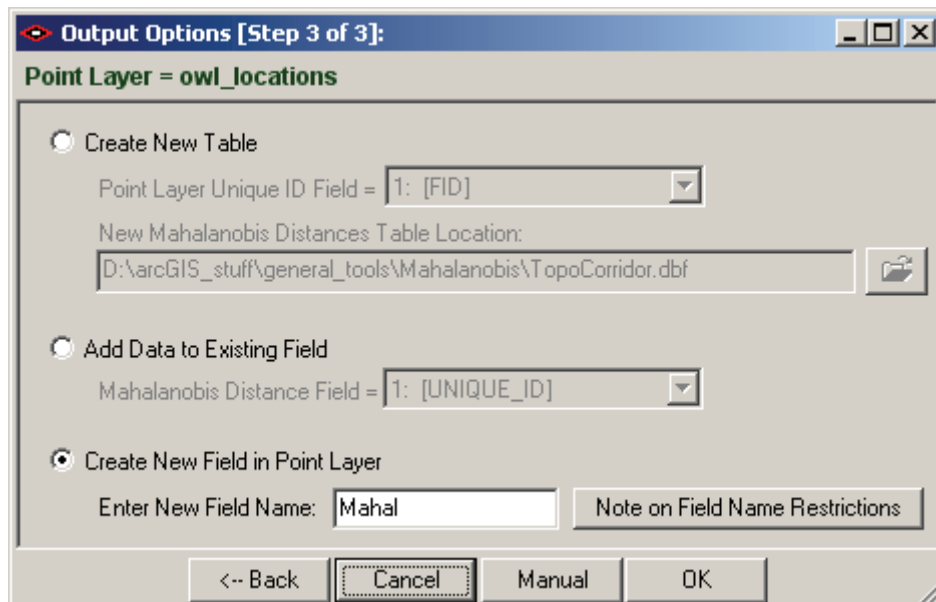 Output Options [Step 3 of 3]:
Point Layer = owl_locations
Create New Table
Point Layer Unique ID Field = 1: [FID]
New Mahalanobis Distances Table Location:
D:\arcGIS_stuff\general_tools\Mahalanobis\TopoCorridor.dbf
Add Data to Existing Field
Mahalanobis Distance Field = 1: [UNIQUE_ID]
Create New Field in Point Layer
Enter New Field Name: Mahal Note on Field Name Restrictions
<-- Back Cancel Manual OK